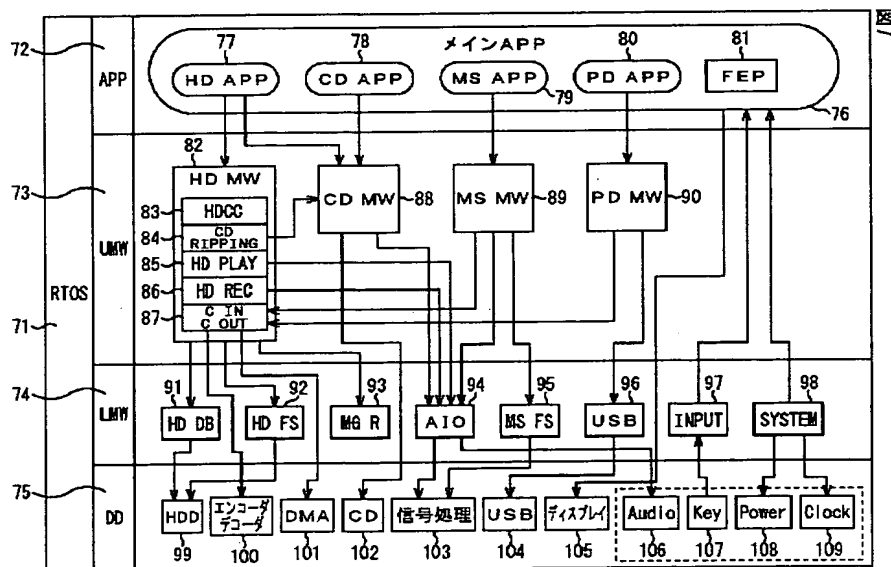 図7
72
APP
77
HD APP
78
CD APP
メインAPP
MS APP
79
80
PD APP
81
FEP
76
73
UMW
82
HD MW
83
HDCC
84
CD RIPPING
85
HD PLAY
86
HD REC
87
C IN
C OUT
CD MW
88
MS MW
89
PD MW
90
RTOS
71
74
LMW
91
HD DB
92
HD FS
93
MG R
94
AIO
95
MS FS
96
USB
97
INPUT
98
SYSTEM
75
DD
HDD
99
エンコーダ
デコーダ
100
DMA
101
CD
102
信号処理
103
USB
104
ディスプレイ
105
Audio
106
Key
107
Power
108
Clock
109